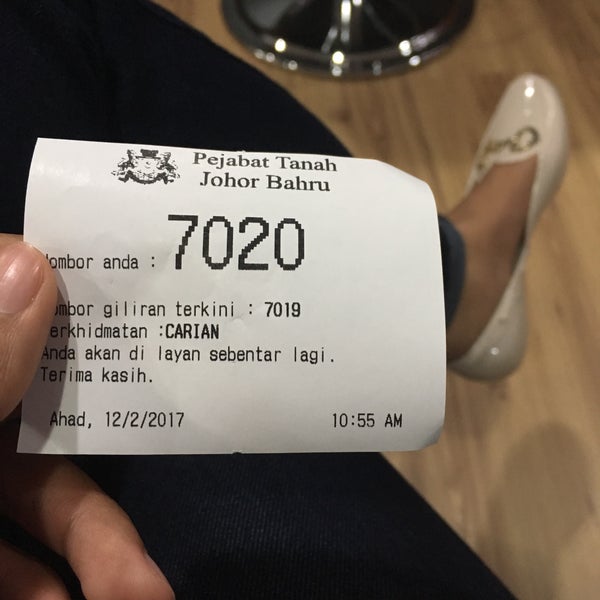 Pejabat Tanah
Johor Bahru
ombor anda : 7020
ombor giliran terkini : 7019
erkhidmatan :CARIAN
Anda akan di layan sebentar lagi.
Terima kasih.
Ahad, 12/2/2017 10:55 AM